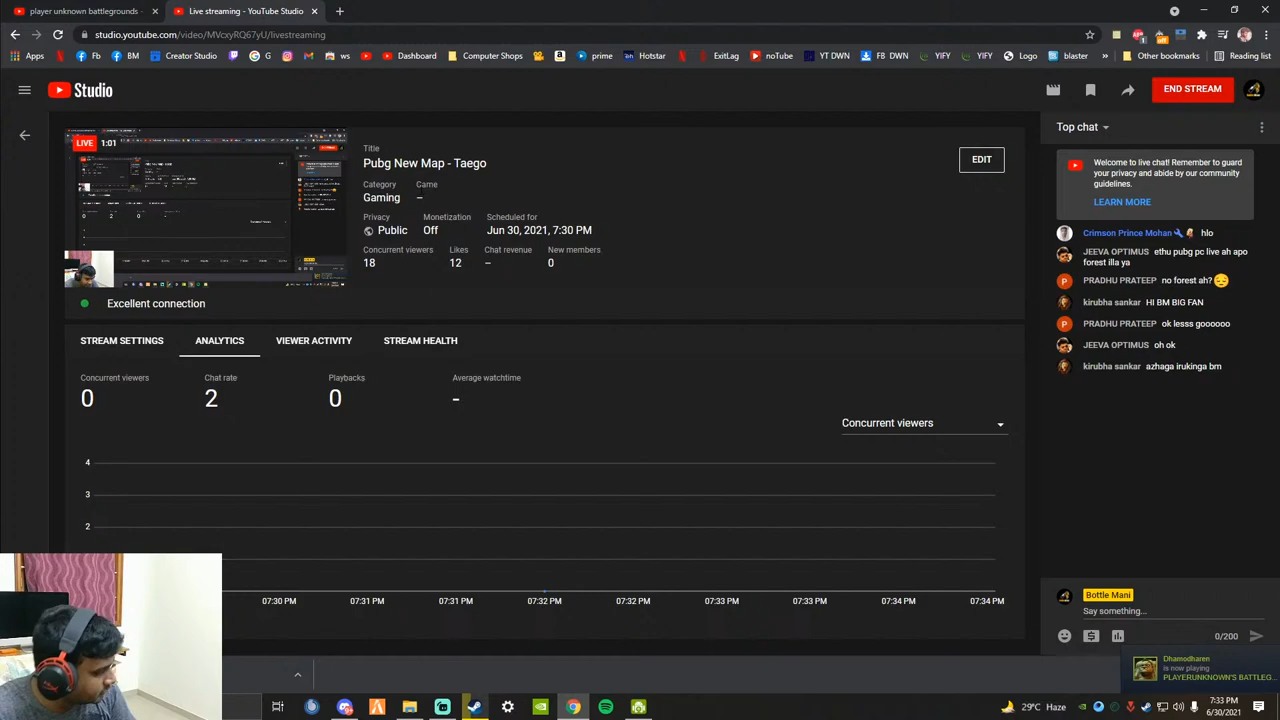 player unknown battlegrounds -
Live streaming - YouTube Studio
studio.youtube.com/video/MVcxyRQ67yU/livestreaming
Apps
Fb
BM
Creator Studio
ws
Dashboard
Computer Shops
prime
Hotstar
ExitLag
noTube
YT DWN
FB DWN
YIFY
YIFY
Logo
blaster
Other bookmarks
Reading list
Studio
END STREAM
LIVE 1:01
Title
Pubg New Map - Taego
EDIT
Category Game
Gaming –
Privacy Monetization Scheduled for
Public Off Jun 30, 2021, 7:30 PM
Concurrent viewers Likes Chat revenue New members
18 12 – 0
Excellent connection
STREAM SETTINGS ANALYTICS VIEWER ACTIVITY STREAM HEALTH
Concurrent viewers Chat rate Playbacks Average watchtime
0 2 0 -
Concurrent viewers
4
3
2
07:30 PM 07:31 PM 07:31 PM 07:32 PM 07:32 PM 07:33 PM 07:33 PM 07:34 PM 07:34 PM
Top chat
Welcome to live chat! Remember to guard
your privacy and abide by our community
guidelines.
LEARN MORE
Crimson Prince Mohan hlo
JEEVA OPTIMUS ethu pubg pc live ah apo
forest illa ya
PRADHU PRATEEP no forest ah?😔
kirubha sankar HI BM BIG FAN
PRADHU PRATEEP ok lesss goooooo
JEEVA OPTIMUS oh ok
kirubha sankar azhaga irukinga bm
Bottle Mani
Say something...
0/200
Dhamodharen
is now playing
PLAYERUNKNOWN'S BATTLEG...
29°C Haze
7:33 PM
6/30/2021